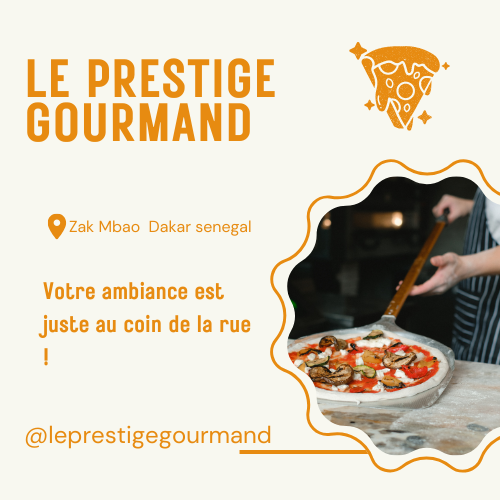 LE PRESTIGE
GOURMAND
Zak Mbao Dakar senegal
Votre ambiance est
juste au coin de la rue
!
@leprestigegourmand